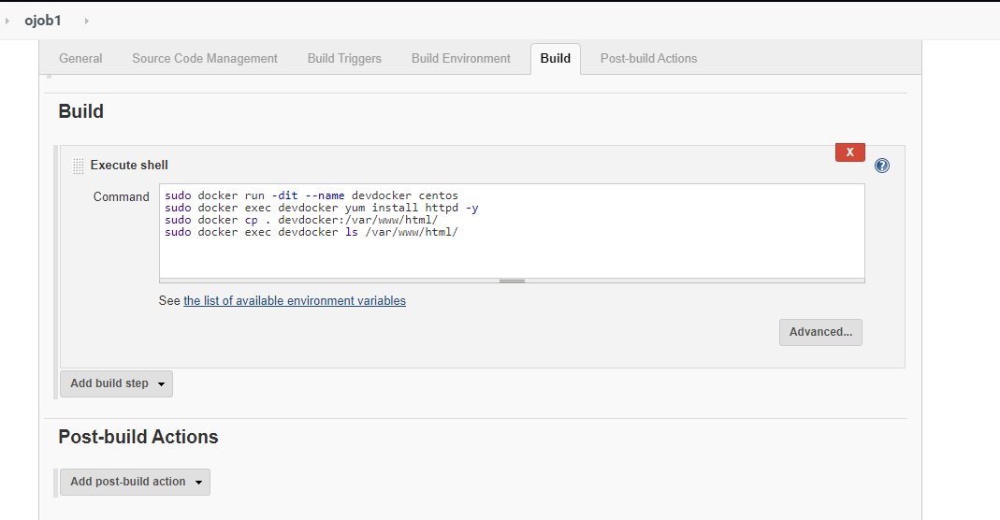 ojob1
General Source Code Management Build Triggers Build Environment Build Post-build Actions
Build
X
Execute shell
?
Command
sudo docker run -dit --name devdocker centos
sudo docker exec devdocker yum install httpd -y
sudo docker cp . devdocker:/var/www/html/
sudo docker exec devdocker ls /var/www/html/
See the list of available environment variables
Advanced...
Add build step
Post-build Actions
Add post-build action